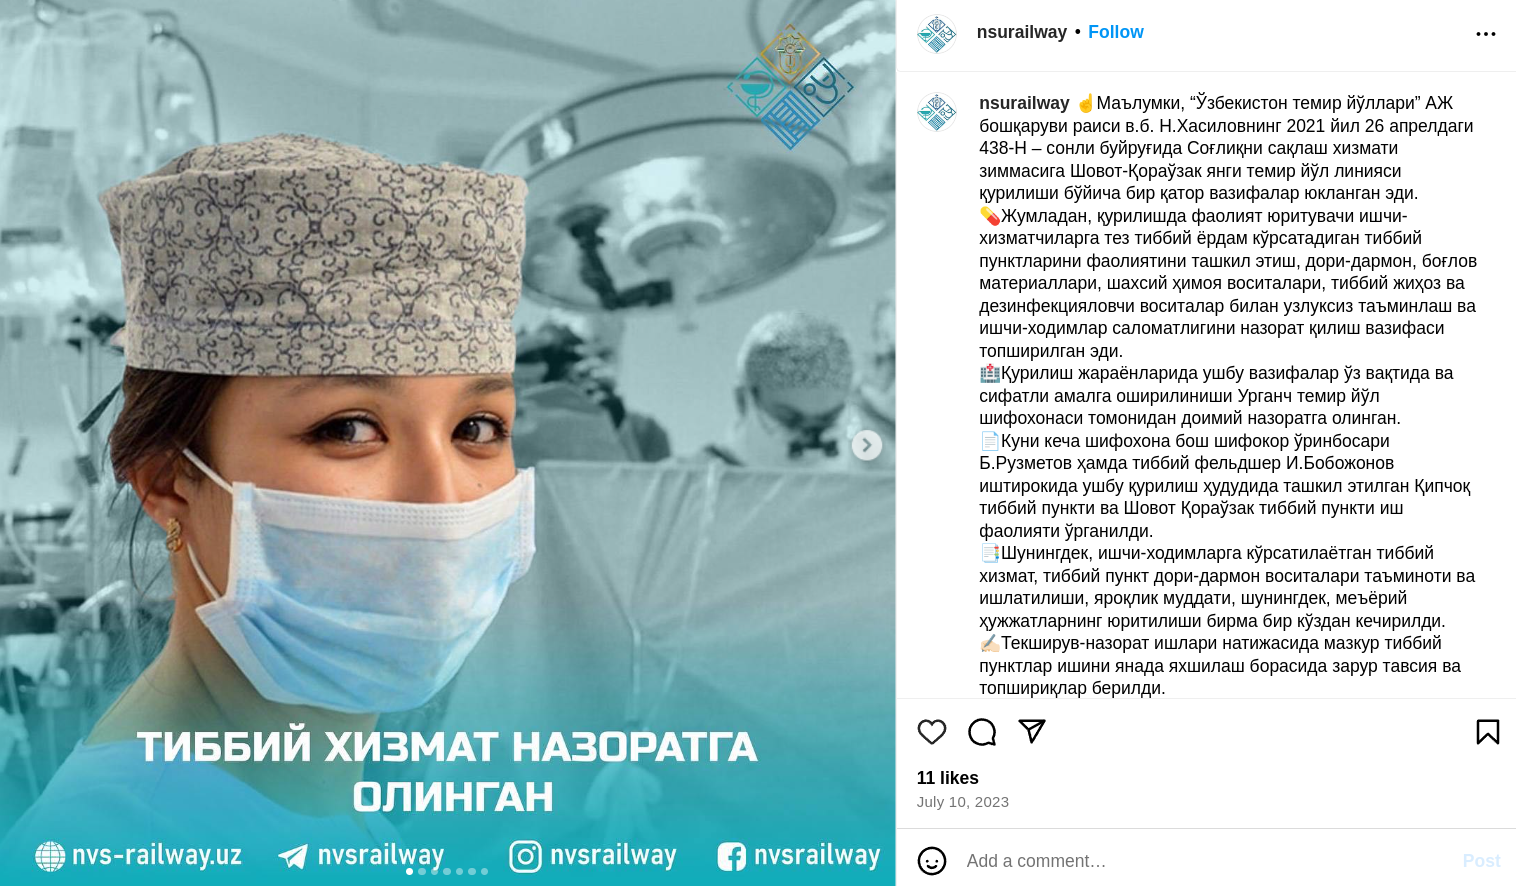 ТИББИЙ ХИЗМАТ НАЗОРАТГА
ОЛИНГАН
nvs-railway.uz
nvsrailway
nvsrailway
nvsrailway
nsurailway • Follow
nsurailway ☝️Маълумки, “Ўзбекистон темир йўллари” АЖ
бошқаруви раиси в.б. Н.Хасиловнинг 2021 йил 26 апрелдаги
438-Н – сонли буйруғида Соғлиқни сақлаш хизмати
зиммасига Шовот-Қораўзак янги темир йўл линияси
қурилиши бўйича бир қатор вазифалар юкланган эди.
💊Жумладан, қурилишда фаолият юритувачи ишчи-
хизматчиларга тез тиббий ёрдам кўрсатадиган тиббий
пунктларини фаолиятини ташкил этиш, дори-дармон, боғлов
материаллари, шахсий ҳимоя воситалари, тиббий жиҳоз ва
дезинфекцияловчи воситалар билан узлуксиз таъминлаш ва
ишчи-ходимлар саломатлигини назорат қилиш вазифаси
топширилган эди.
🏥Қурилиш жараёнларида ушбу вазифалар ўз вақтида ва
сифатли амалга оширилиниши Урганч темир йўл
шифохонаси томонидан доимий назоратга олинган.
📄Куни кеча шифохона бош шифокор ўринбосари
Б.Рузметов ҳамда тиббий фельдшер И.Бобожонов
иштирокида ушбу қурилиш ҳудудида ташкил этилган Қипчоқ
тиббий пункти ва Шовот Қораўзак тиббий пункти иш
фаолияти ўрганилди.
📑Шунингдек, ишчи-ходимларга кўрсатилаётган тиббий
хизмат, тиббий пункт дори-дармон воситалари таъминоти ва
ишлатилиши, яроқлик муддати, шунингдек, меъёрий
ҳужжатларнинг юритилиши бирма бир кўздан кечирилди.
✍🏻Текширув-назорат ишлари натижасида мазкур тиббий
пунктлар ишини янада яхшилаш борасида зарур тавсия ва
топшириқлар берилди.
11 likes
July 10, 2023
Add a comment…
Post